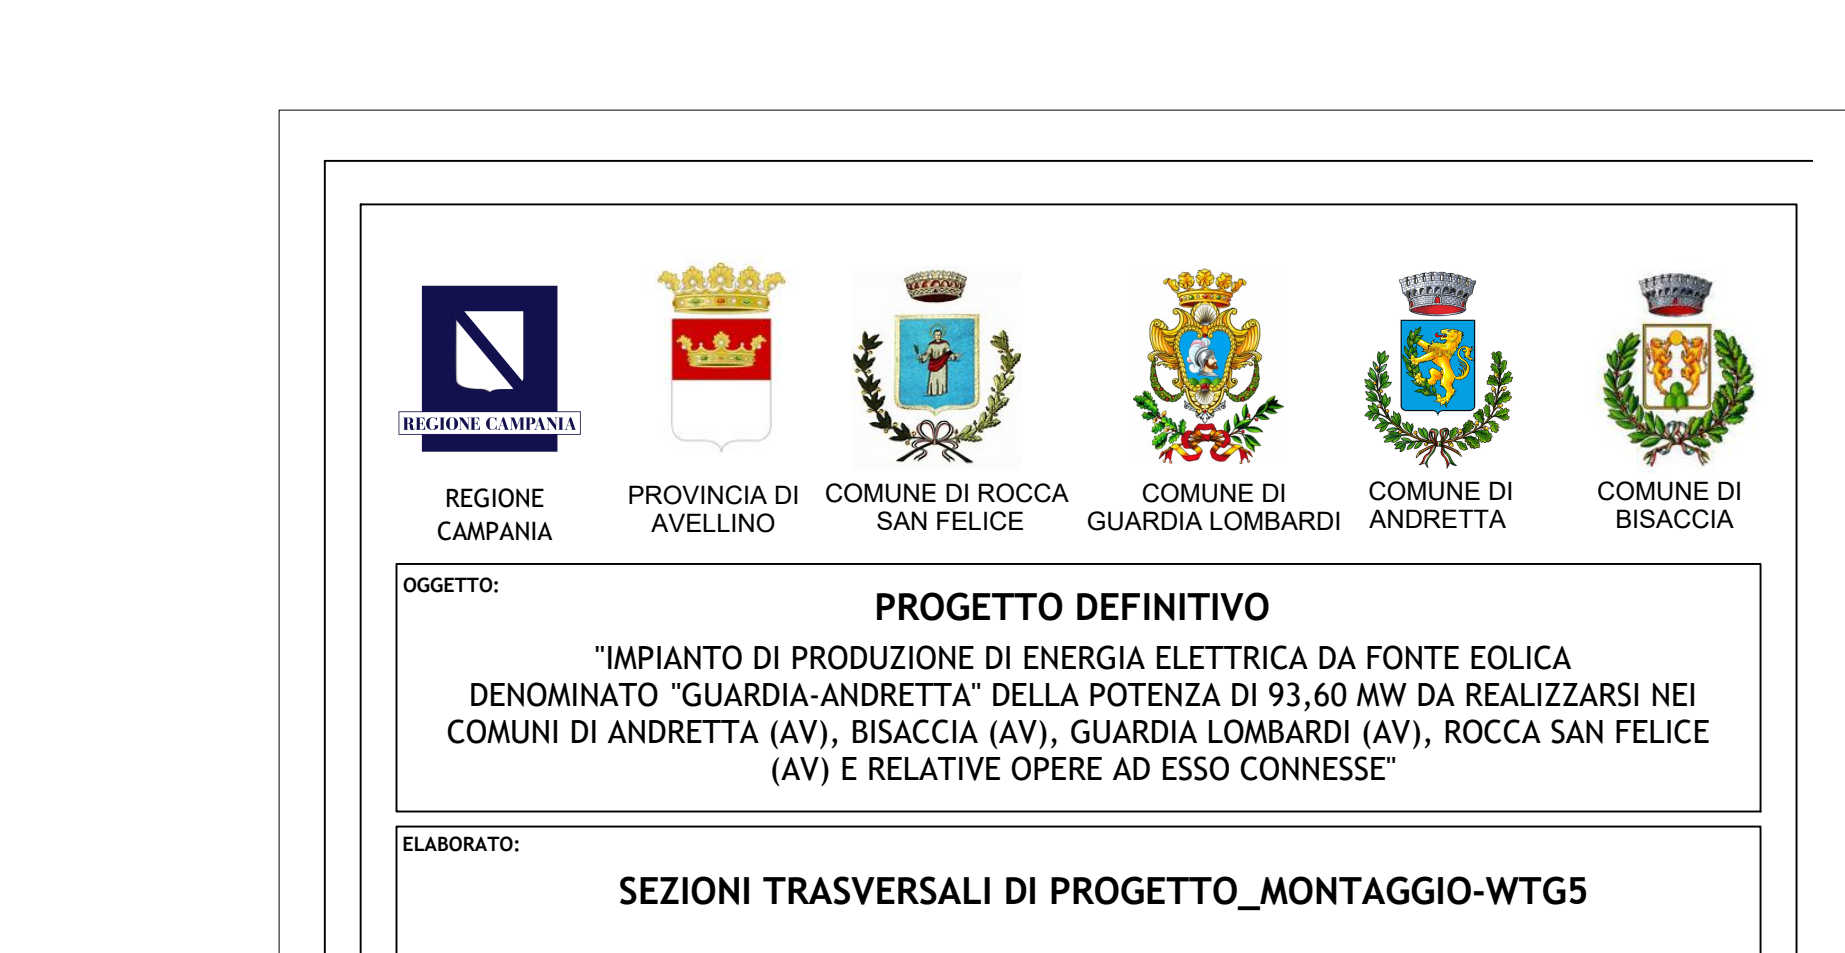 REGIONE CAMPANIA
REGIONE
CAMPANIA
PROVINCIA DI
AVELLINO
COMUNE DI ROCCA
SAN FELICE
COMUNE DI
GUARDIA LOMBARDI
COMUNE DI
ANDRETTA
COMUNE DI
BISACCIA
OGGETTO:
PROGETTO DEFINITIVO
"IMPIANTO DI PRODUZIONE DI ENERGIA ELETTRICA DA FONTE EOLICA
DENOMINATO "GUARDIA-ANDRETTA" DELLA POTENZA DI 93,60 MW DA REALIZZARSI NEI
COMUNI DI ANDRETTA (AV), BISACCIA (AV), GUARDIA LOMBARDI (AV), ROCCA SAN FELICE
(AV) E RELATIVE OPERE AD ESSO CONNESSE"
ELABORATO:
SEZIONI TRASVERSALI DI PROGETTO_MONTAGGIO-WTG5